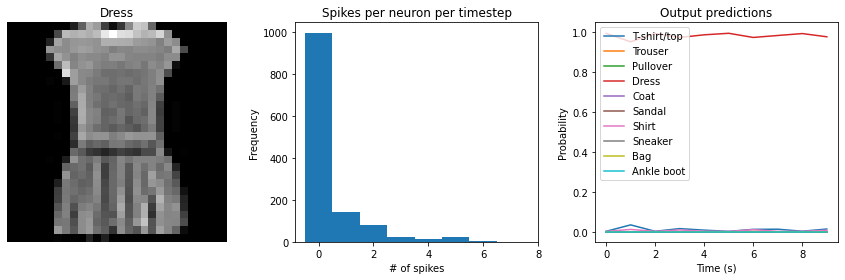 Dress
Spikes per neuron per timestep
Output predictions
1000
800
600
400
200
0
Frequency
0 2 4 6 8
# of spikes
1.0
0.8
0.6
0.4
0.2
0.0
Probability
T-shirt/top
Trouser
Pullover
Dress
Coat
Sandal
Shirt
Sneaker
Bag
Ankle boot
0 2 4 6 8
Time (s)